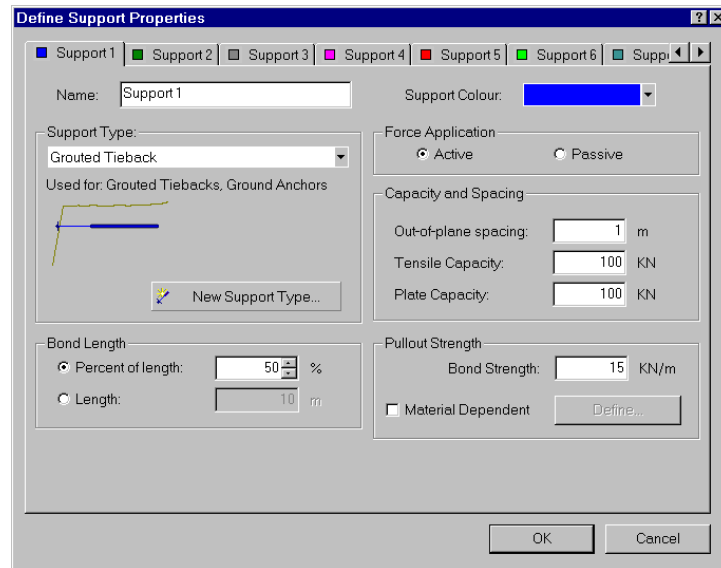 Define Support Properties
Support 1 Support 2 Support 3 Support 4 Support 5 Support 6
Name: Support 1 Support Colour:
Support Type:
Grouted Tieback
Used for: Grouted Tiebacks, Ground Anchors
New Support Type...
Force Application
Active Passive
Capacity and Spacing
Out-of-plane spacing: 1 m
Tensile Capacity: 100 KN
Plate Capacity: 100 KN
Bond Length
Percent of length: 50 %
Length: 10 m
Pullout Strength
Bond Strength: 15 KN/m
Material Dependent Define...
OK Cancel